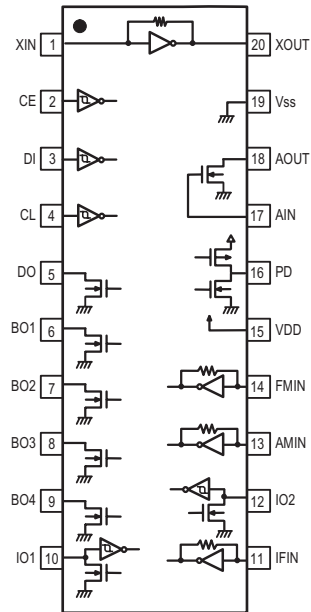 XIN 1 20 XOUT
CE 2 19 Vss
DI 3 18 AOUT
CL 4 17 AIN
DO 5 16 PD
BO1 6 15 VDD
BO2 7 14 FMIN
BO3 8 13 AMIN
BO4 9 12 IO2
IO1 10 11 IFIN